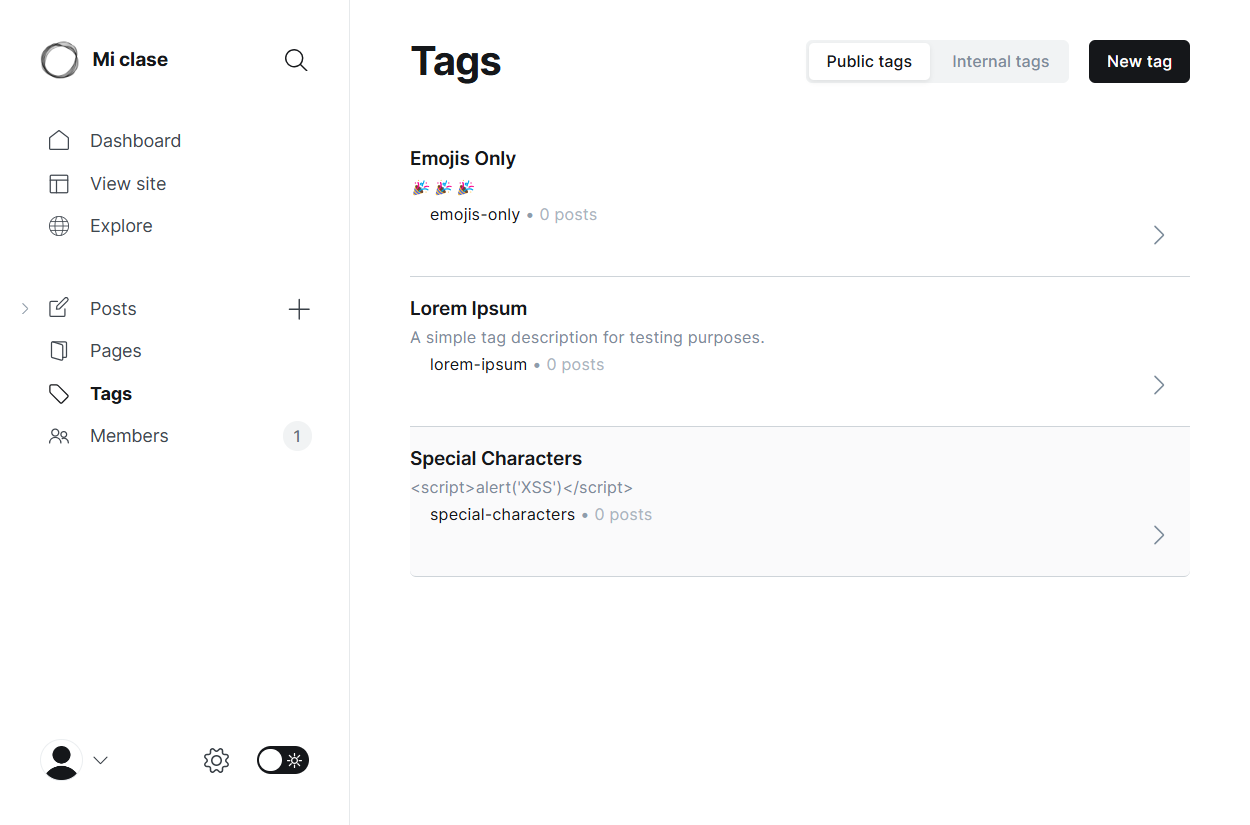 Mi clase
Dashboard
View site
Explore
Posts
Pages
Tags
Members
1
Tags
Public tags
Internal tags
New tag
Emojis Only
🎉 🎉 🎉
emojis-only • 0 posts
Lorem Ipsum
A simple tag description for testing purposes.
lorem-ipsum • 0 posts
Special Characters
<script>alert('XSS')</script>
special-characters • 0 posts